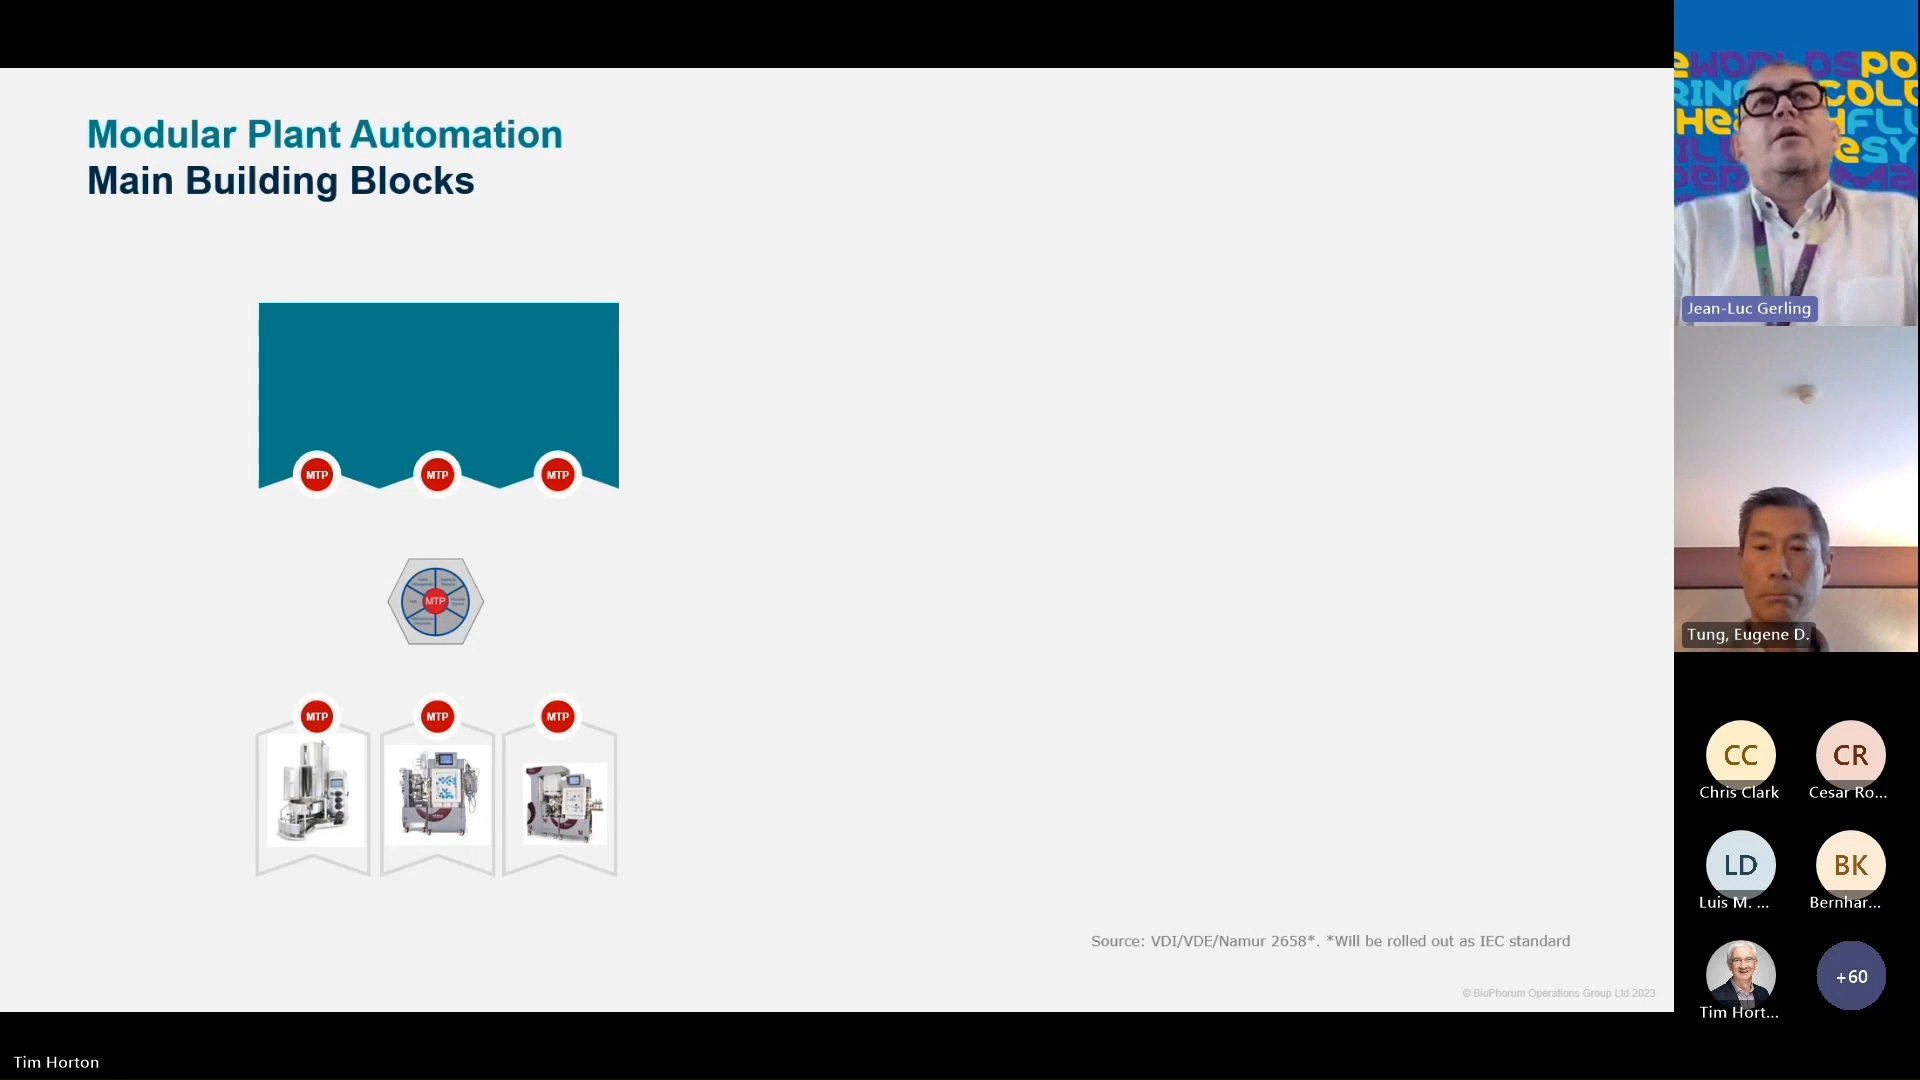 Modular Plant Automation
Main Building Blocks
MTP
MTP
MTP
MTP
MTP
MTP
MTP
Source: VDI/VDE/Namur 2658*. *Will be rolled out as IEC standard
© BioPhorum Operations Group Ltd 2023
Jean-Luc Gerling
Tung, Eugene D.
CC
CR
Chris Clark
Cesar Ro...
LD
BK
Luis M. ...
Bernhar...
+60
Tim Hort...
Tim Horton